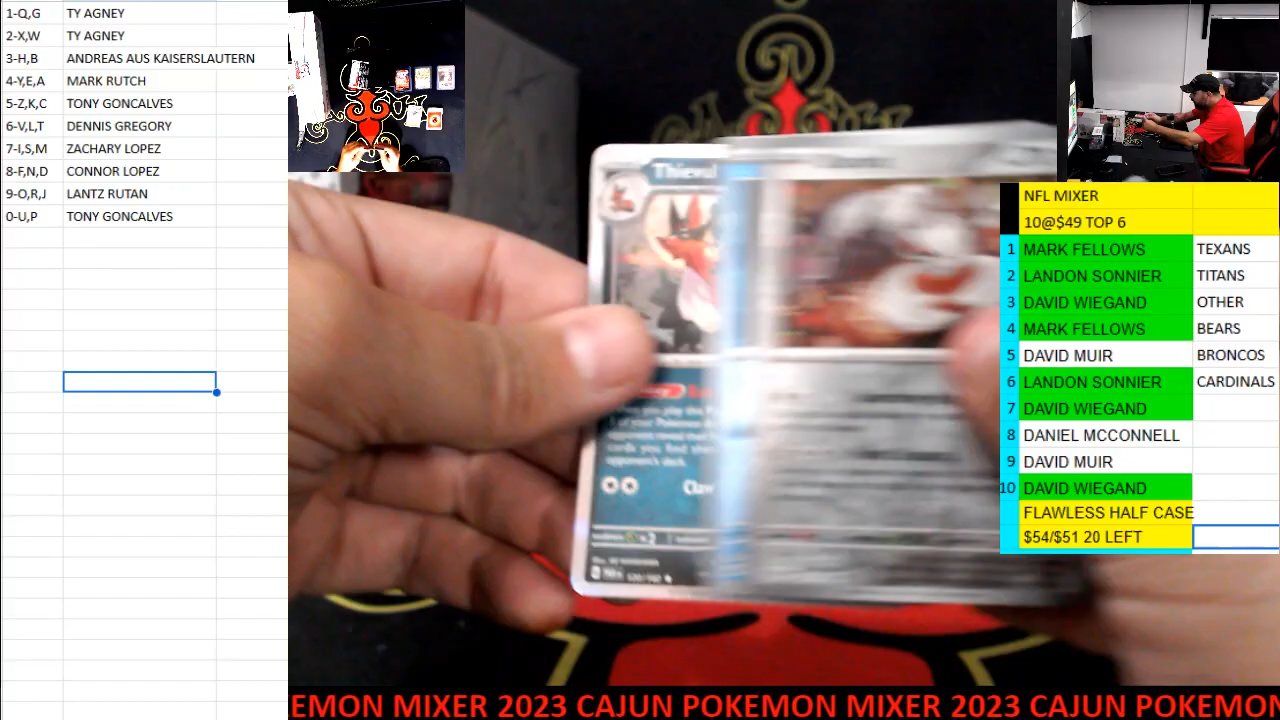 1-Q,G TY AGNEY
2-X,W TY AGNEY
3-H,B ANDREAS AUS KAISERSLAUTERN
4-Y,E,A MARK RUTCH
5-Z,K,C TONY GONCALVES
6-V,L,T DENNIS GREGORY
7-I,S,M ZACHARY LOPEZ
8-F,N,D CONNOR LOPEZ
9-O,R,J LANTZ RUTAN
0-U,P TONY GONCALVES
Thievul
NFL MIXER
10@$49 TOP 6
1 MARK FELLOWS TEXANS
2 LANDON SONNIER TITANS
3 DAVID WIEGAND OTHER
4 MARK FELLOWS BEARS
5 DAVID MUIR BRONCOS
6 LANDON SONNIER CARDINALS
7 DAVID WIEGAND
8 DANIEL MCCONNELL
9 DAVID MUIR
10 DAVID WIEGAND
FLAWLESS HALF CASE
$54/$51 20 LEFT
EMON MIXER 2023 CAJUN POKEMON MIXER 2023 CAJUN POKEMON